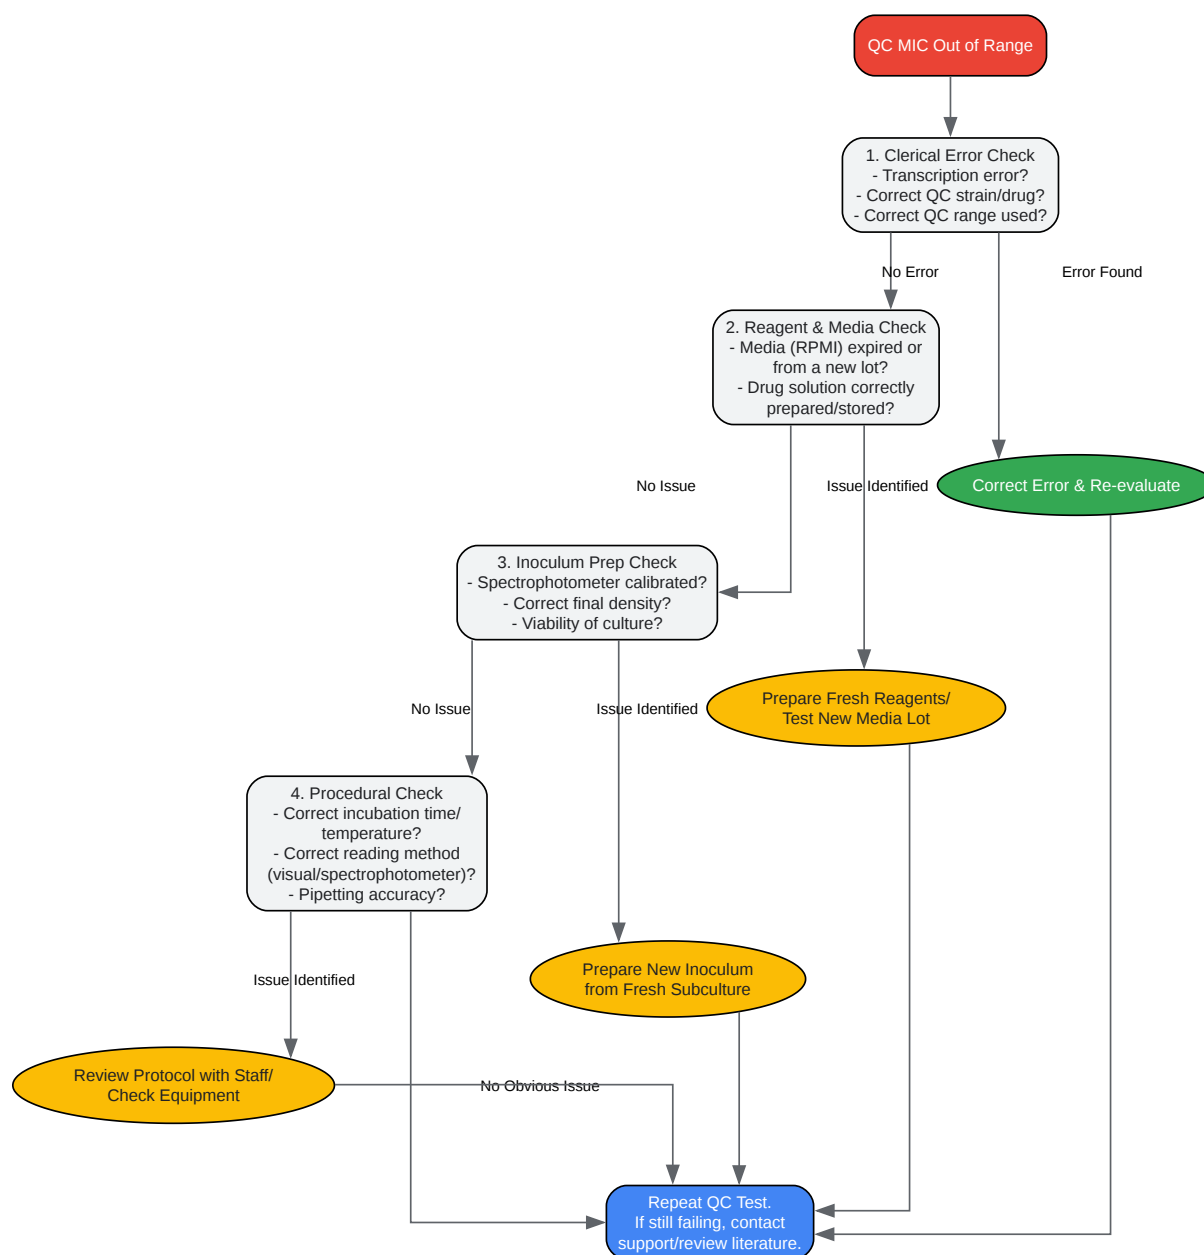 QC MIC Out of Range
1. Clerical Error Check
- Transcription error?
- Correct QC strain/drug?
- Correct QC range used?
No Error
Error Found
2. Reagent & Media Check
- Media (RPMI) expired or
from a new lot?
- Drug solution correctly
prepared/stored?
No Issue
Issue Identified
Correct Error & Re-evaluate
3. Inoculum Prep Check
- Spectrophotometer calibrated?
- Correct final density?
- Viability of culture?
No Issue
Issue Identified
Prepare Fresh Reagents/
Test New Media Lot
4. Procedural Check
- Correct incubation time/
temperature?
- Correct reading method
(visual/spectrophotometer)?
- Pipetting accuracy?
Issue Identified
Prepare New Inoculum
from Fresh Subculture
Review Protocol with Staff/
Check Equipment
No Obvious Issue
Repeat QC Test.
If still failing, contact
support/review literature.